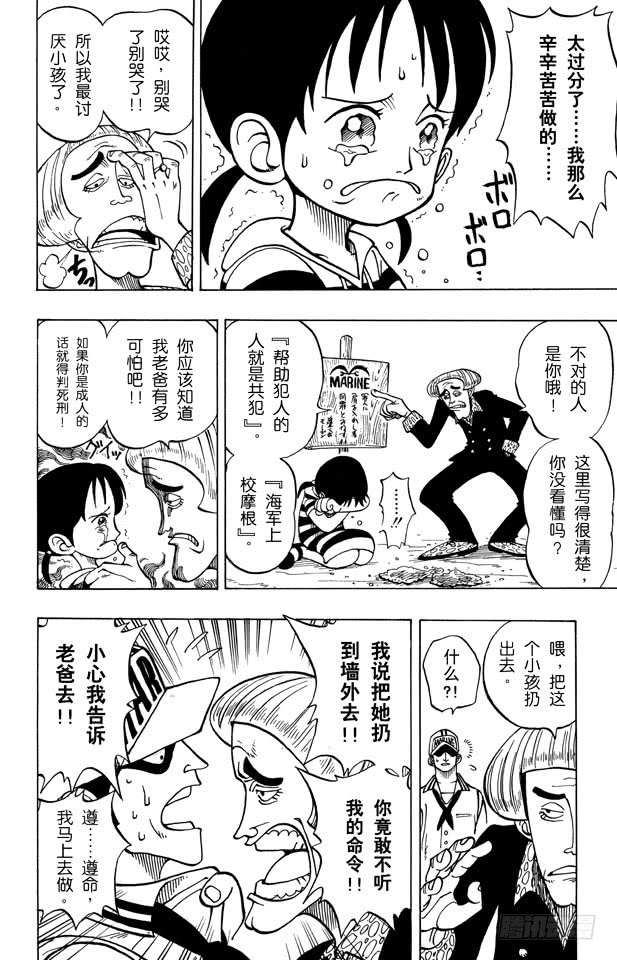 太过分了……我那么
辛辛苦苦做的……
ボロ
ボロ…
哎哎，别哭
了别哭了!!
所以我最讨
厌小孩了。
ちっ
不对的人
是你哦！
这里写得很清楚，
你没看懂吗？
MARINE
『帮助犯人的
人就是共犯』。
『海军上
校摩根』。
……!!
你应该知道
我老爸有多
可怕吧!!
如果你是成人的
话就得判死刑！
喂，把这
个小孩扔
出去。
什么?!
MARINE
我说把她扔
到墙外去!!
你竟敢不听
我的命令!!
小心我告诉
老爸去!!
遵……遵命，
我马上去做。
腾讯动漫